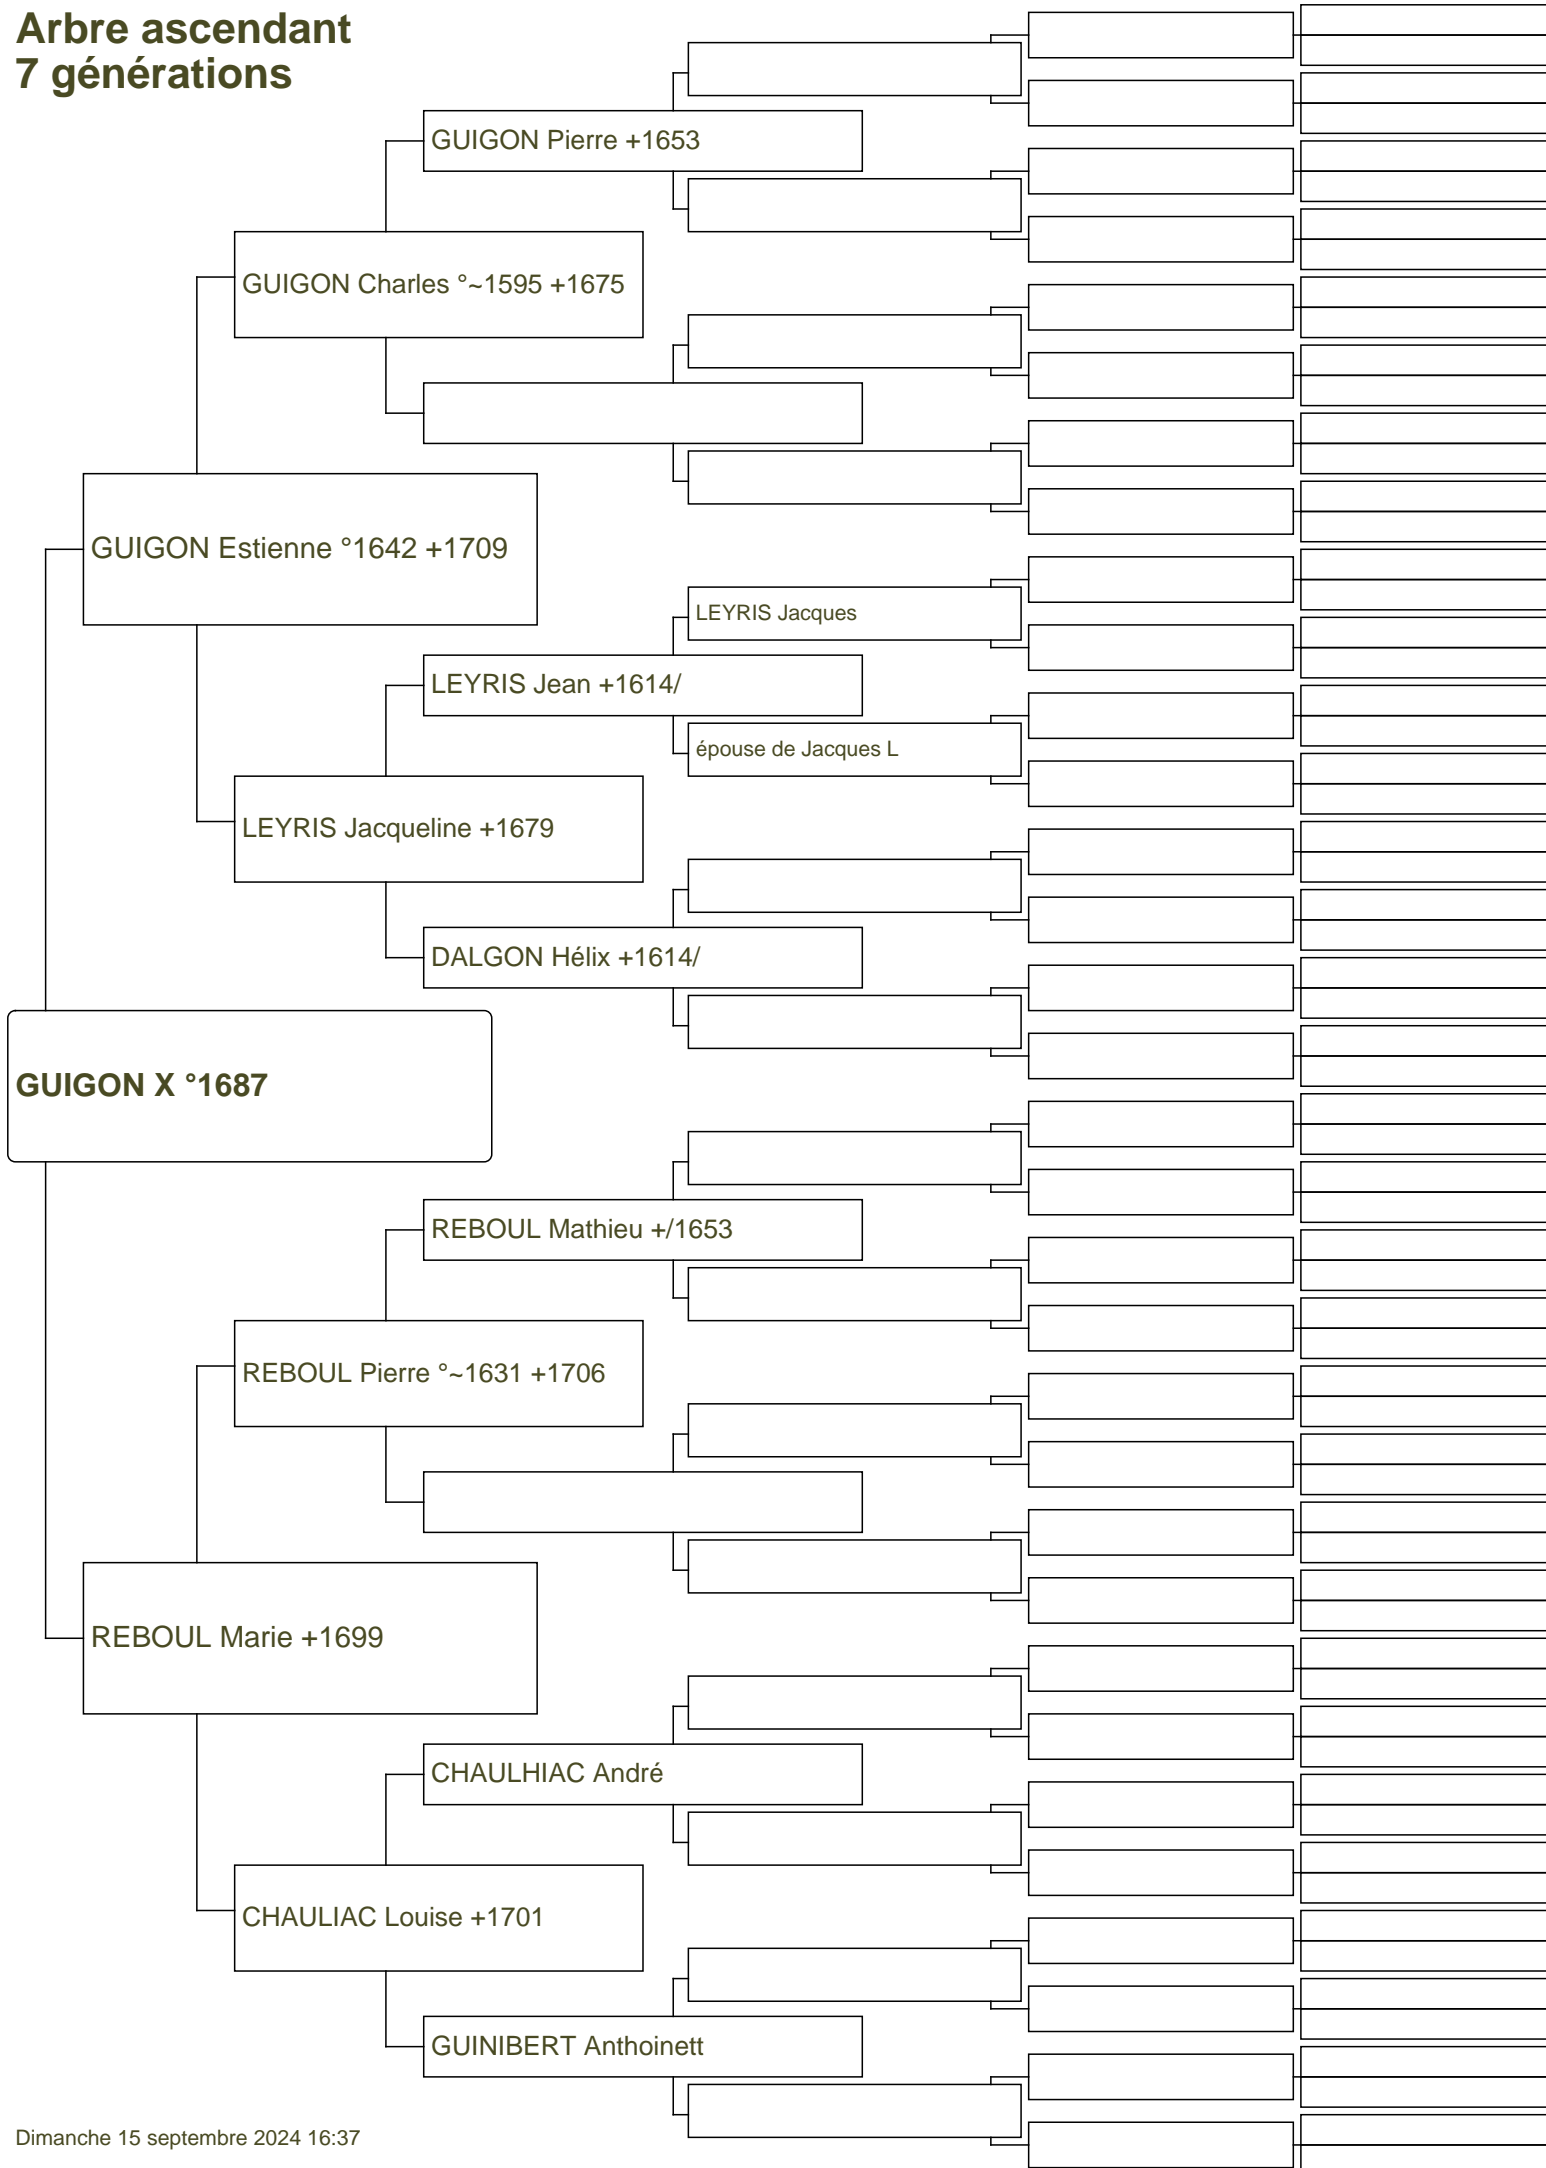 Arbre ascendant
7 générations
GUIGON Pierre +1653
GUIGON Charles °~1595 +1675
GUIGON Estienne °1642 +1709
LEYRIS Jacques
LEYRIS Jean +1614/
épouse de Jacques L
LEYRIS Jacqueline +1679
DALGON Hélix +1614/
GUIGON X °1687
REBOUL Mathieu +/1653
REBOUL Pierre °~1631 +1706
REBOUL Marie +1699
CHAULHIAC André
CHAULIAC Louise +1701
GUINIBERT Anthoinett
Dimanche 15 septembre 2024 16:37